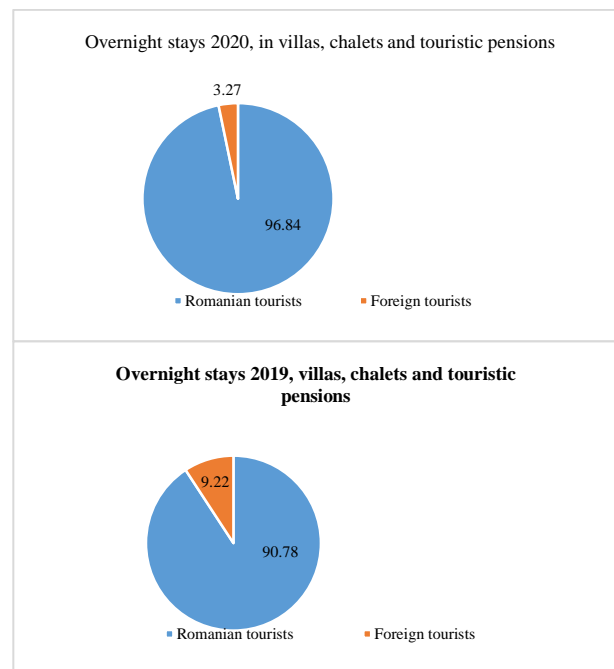 Overnight stays 2020, in villas, chalets and touristic pensions
3.27
96.84
Romanian tourists Foreign tourists
Overnight stays 2019, villas, chalets and touristic
pensions
9.22
90.78
Romanian tourists Foreign tourists